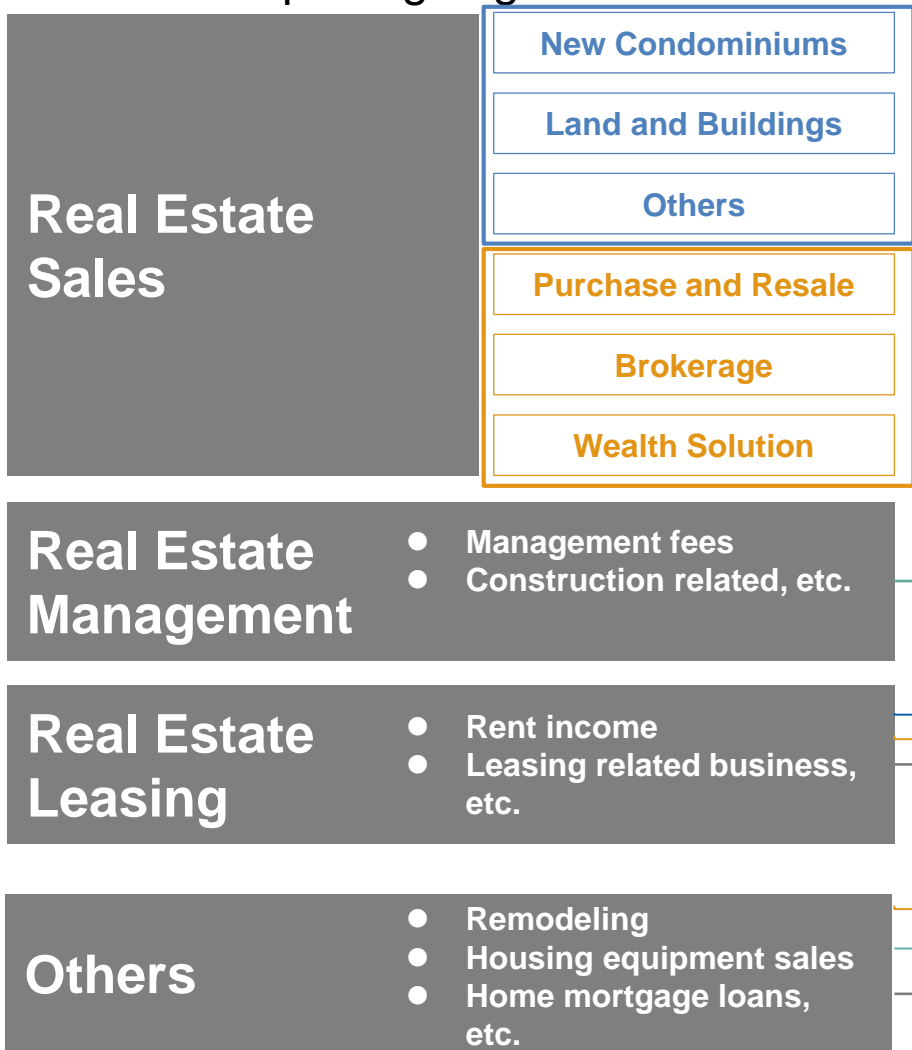 Real Estate
Sales
New Condominiums
Land and Buildings
Others
Purchase and Resale
Brokerage
Wealth Solution
Real Estate
Management
● Management fees
● Construction related, etc.
Real Estate
Leasing
● Rent income
● Leasing related business,
etc.
Others
● Remodeling
● Housing equipment sales
● Home mortgage loans,
etc.